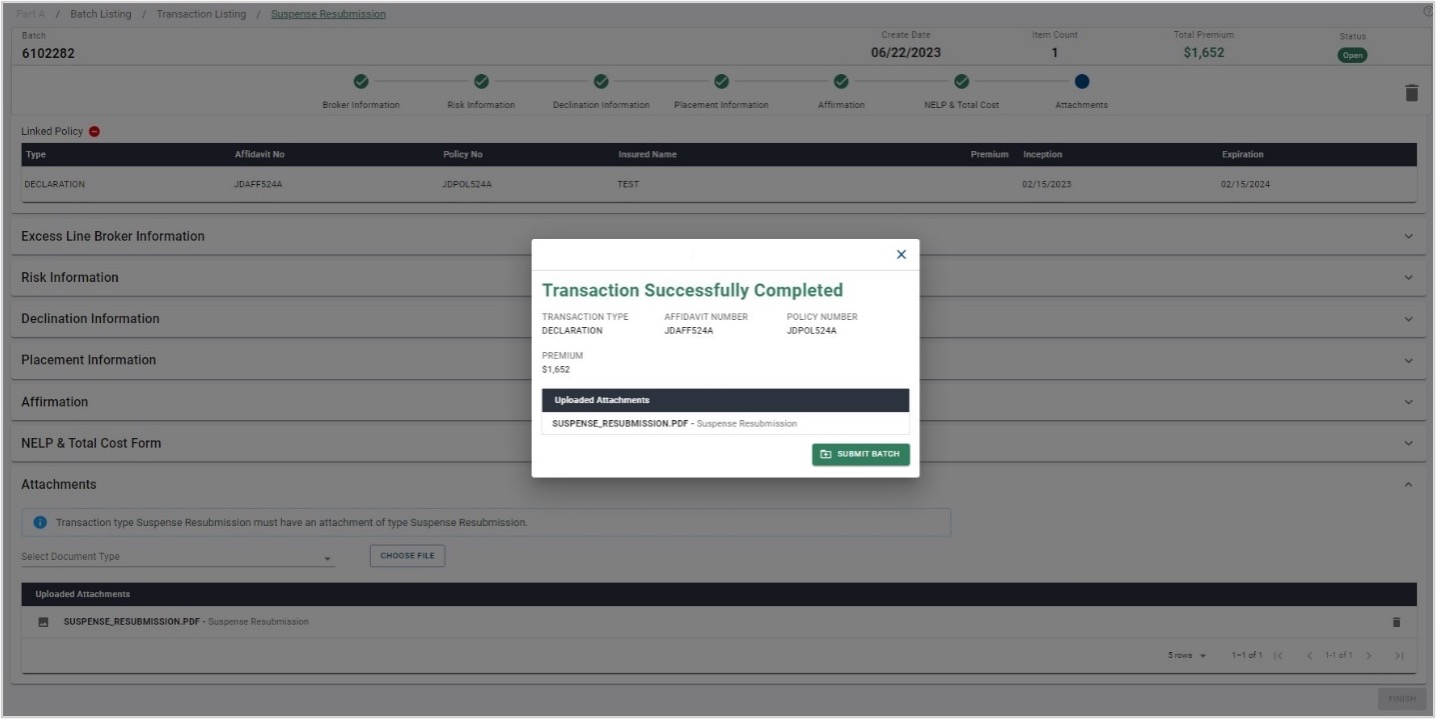 Part A / Batch Listing / Transaction Listing / Suspense Resubmission
Batch Create Date Item Count Total Premium Status
6102282 06/22/2023 1 $1,652 Open
Broker Information Risk Information Declination Information Placement Information Affirmation NELP & Total Cost Attachments
Linked Policy
Type Affidavit No Policy No Insured Name Premium Inception Expiration
DECLARATION JDAFF524A JDPOL524A TEST 02/15/2023 02/15/2024
Excess Line Broker Information
Risk Information
Declination Information
Placement Information
Affirmation
NELP & Total Cost Form
Transaction Successfully Completed
TRANSACTION TYPE AFFIDAVIT NUMBER POLICY NUMBER
DECLARATION JDAFF524A JDPOL524A
PREMIUM
$1,652
Uploaded Attachments
SUSPENSE_RESUBMISSION.PDF - Suspense Resubmission
SUBMIT BATCH
Attachments
Transaction type Suspense Resubmission must have an attachment of type Suspense Resubmission.
Select Document Type CHOOSE FILE
Uploaded Attachments
SUSPENSE_RESUBMISSION.PDF - Suspense Resubmission
5 rows 1-1 of 1 1-1 of 1
FINISH